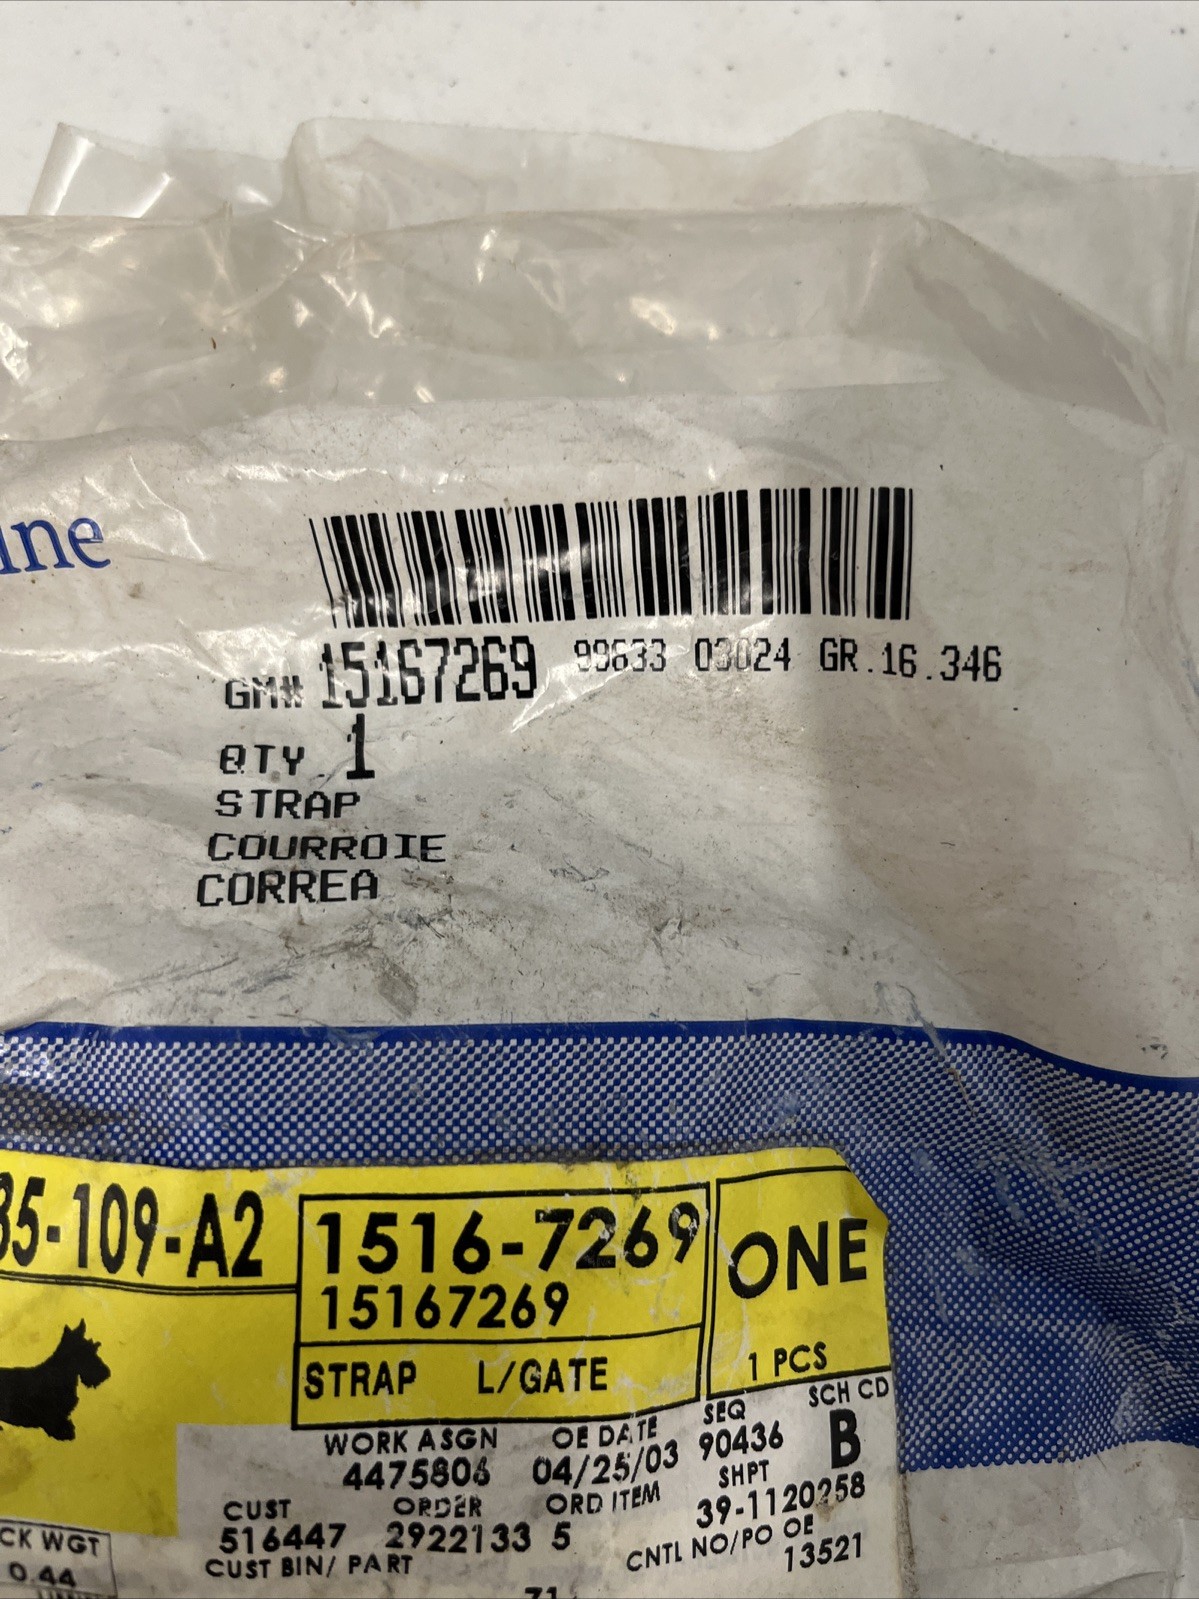 GM# 15167269 99633 03024 GR.16.346
QTY. 1
STRAP
COURROIE
CORREA
35-109-A2
1516-7269
15167269
STRAP L/GATE
ONE
1 PCS
WORK ASGN
4475806
OE DATE
04/25/03
SEQ
90436
SCH CD
B
SHPT
39-1120258
CUST
516447
ORDER
2922133
ORD ITEM
5
CNTL NO/PO OE
13521
CUST BIN/ PART
CK WGT
0.44